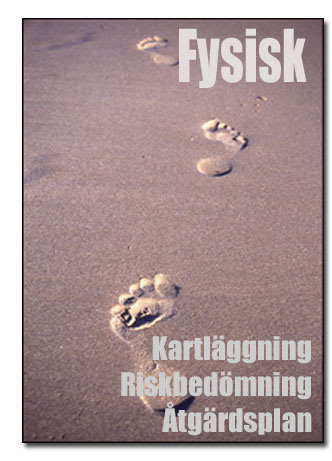 Fysisk
Kartläggning
Riskbedömning
Åtgärdsplan